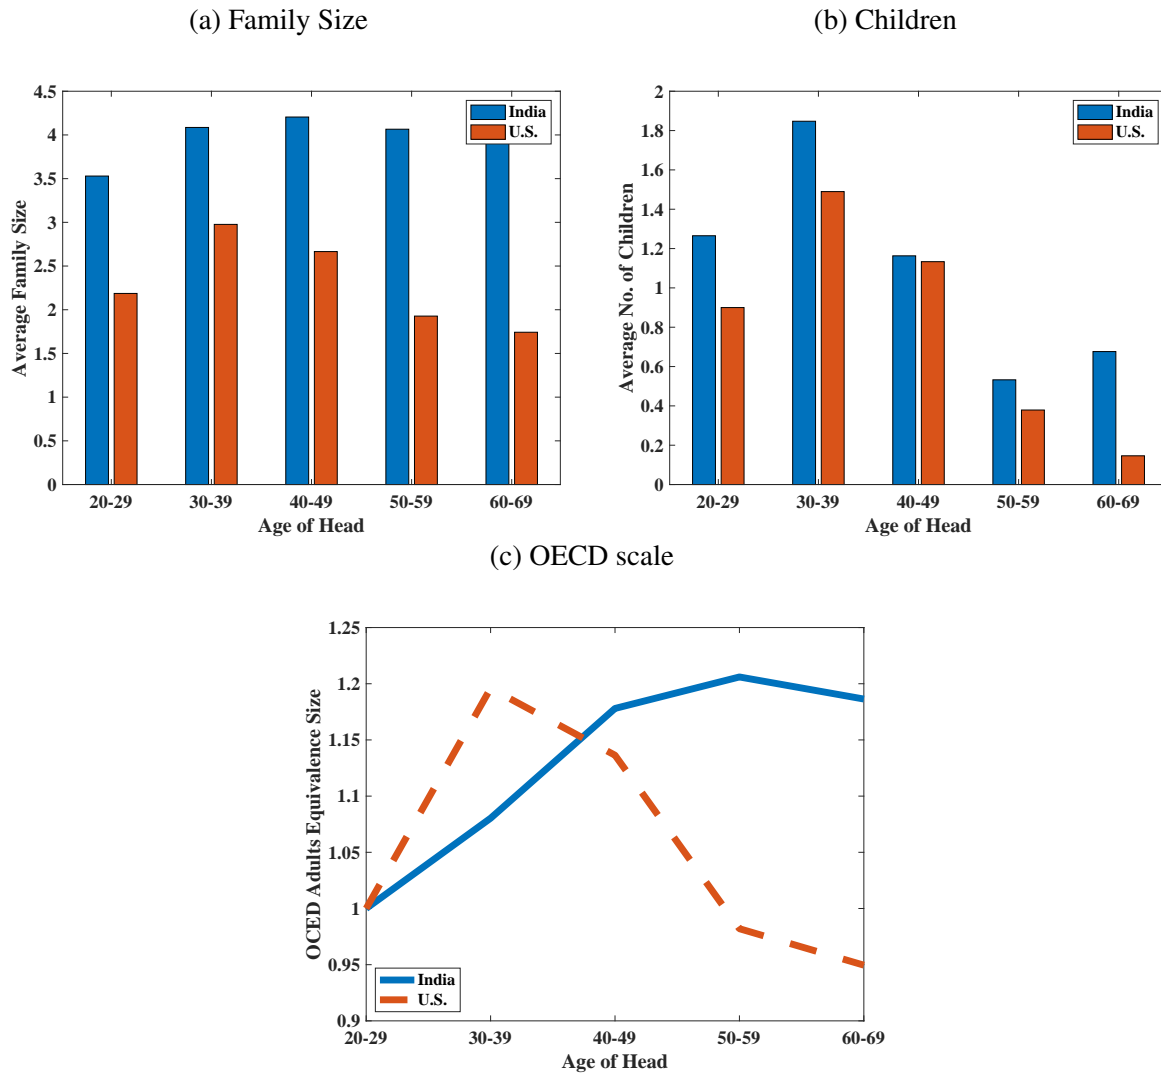 (a) Family Size
4.5
4
3.5
3
2.5
2
1.5
1
0.5
0
Average Family Size
India
U.S.
20-29 30-39 40-49 50-59 60-69
Age of Head
(b) Children
2
1.8
1.6
1.4
1.2
1
0.8
0.6
0.4
0.2
0
Average No. of Children
India
U.S.
20-29 30-39 40-49 50-59 60-69
Age of Head
(c) OECD scale
1.25
1.2
1.15
1.1
1.05
1
0.95
0.9
OCED Adults Equivalence Size
India
U.S.
20-29 30-39 40-49 50-59 60-69
Age of Head